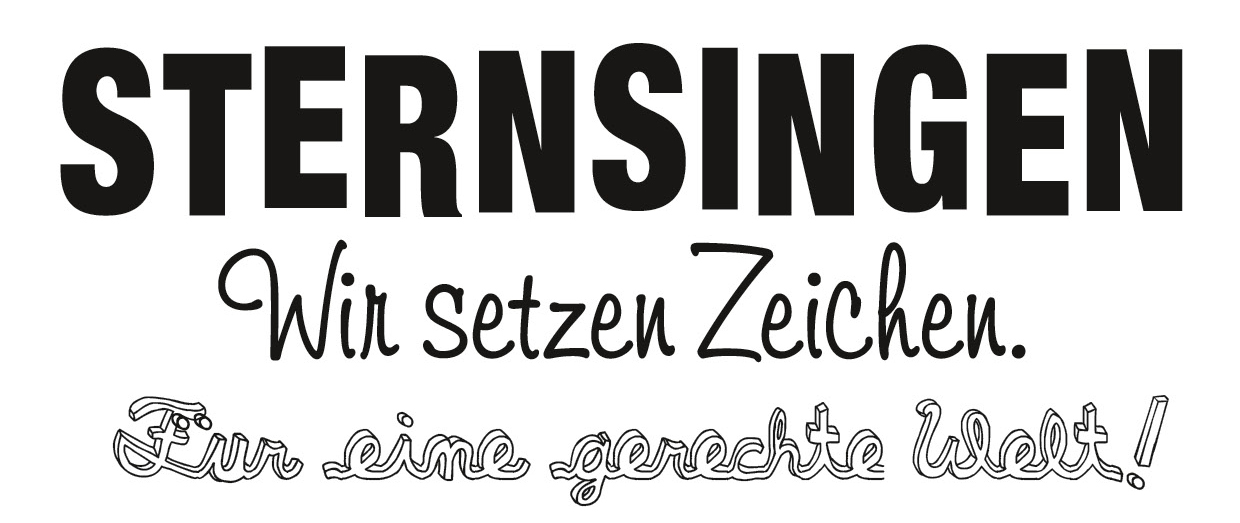 STERNSINGEN
Wir setzen Zeichen.
Für eine gerechte Welt!